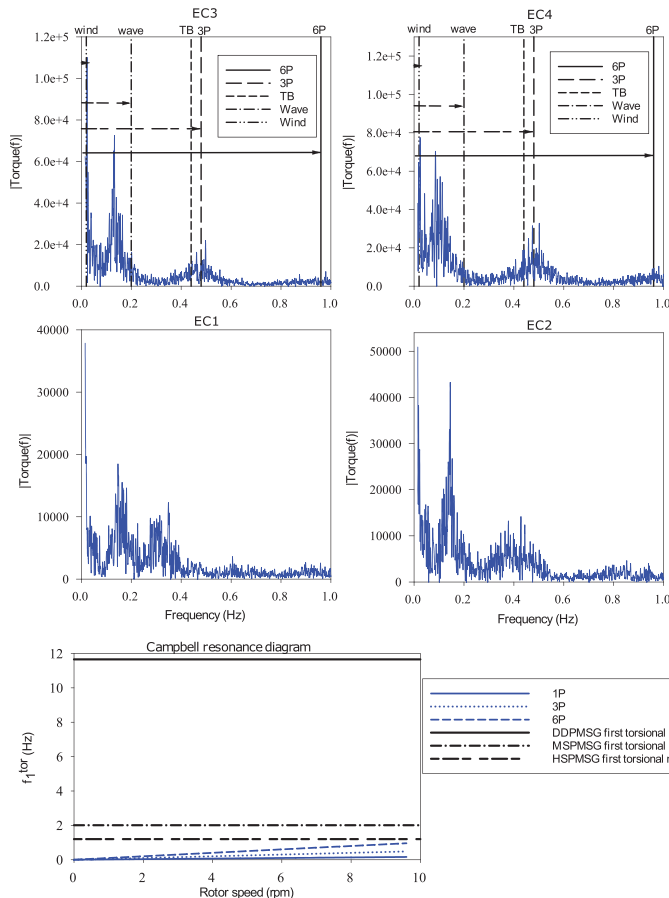 EC3
EC4
wind
wave
TB
3P
6P
wind
wave
TB
3P
6P
1.2e+5
1.0e+5
8.0e+4
6.0e+4
4.0e+4
2.0e+4
0.0
|Torque(f)|
6P
3P
TB
Wave
Wind
0.0
0.2
0.4
0.6
0.8
1.0
1.2e+5
1.0e+5
8.0e+4
6.0e+4
4.0e+4
2.0e+4
0.0
|Torque(f)|
6P
3P
TB
Wave
Wind
0.0
0.2
0.4
0.6
0.8
1.0
EC1
40000
30000
20000
10000
0
|Torque(f)|
0.0
0.2
0.4
0.6
0.8
1.0
Frequency (Hz)
EC2
50000
40000
30000
20000
10000
0
|Torque(f)|
0.0
0.2
0.4
0.6
0.8
1.0
Frequency (Hz)
Campbell resonance diagram
12
10
8
6
4
2
0
f₁ᵗᵒʳ (Hz)
0
2
4
6
8
10
Rotor speed (rpm)
1P
3P
6P
DDPMSG first torsional
MSPMSG first torsional
HSPMSG first torsional